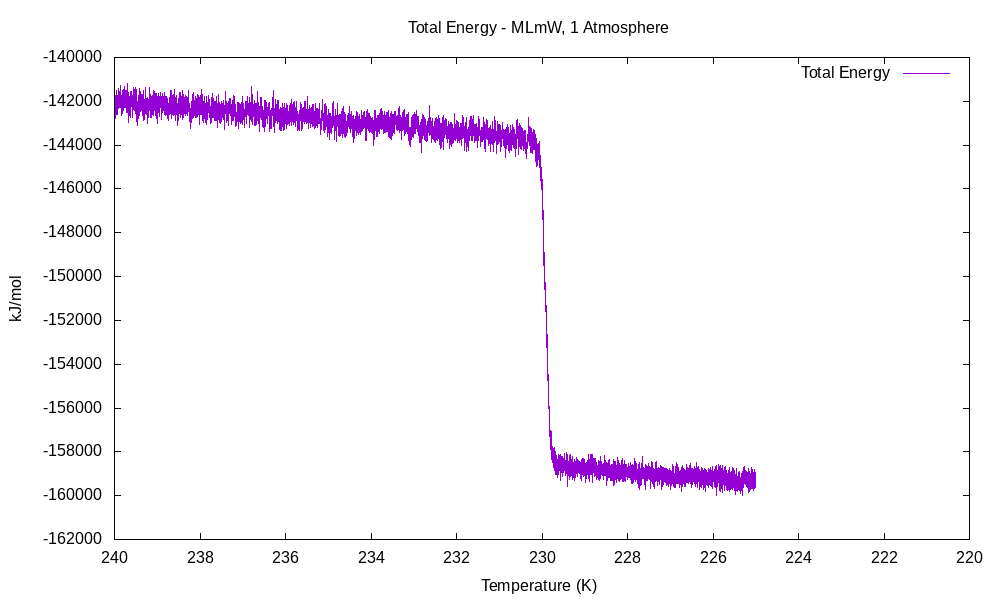 Total Energy - MLmW, 1 Atmosphere
Total Energy
-140000
-142000
-144000
-146000
-148000
-150000
-152000
-154000
-156000
-158000
-160000
-162000
kJ/mol
240 238 236 234 232 230 228 226 224 222 220
Temperature (K)